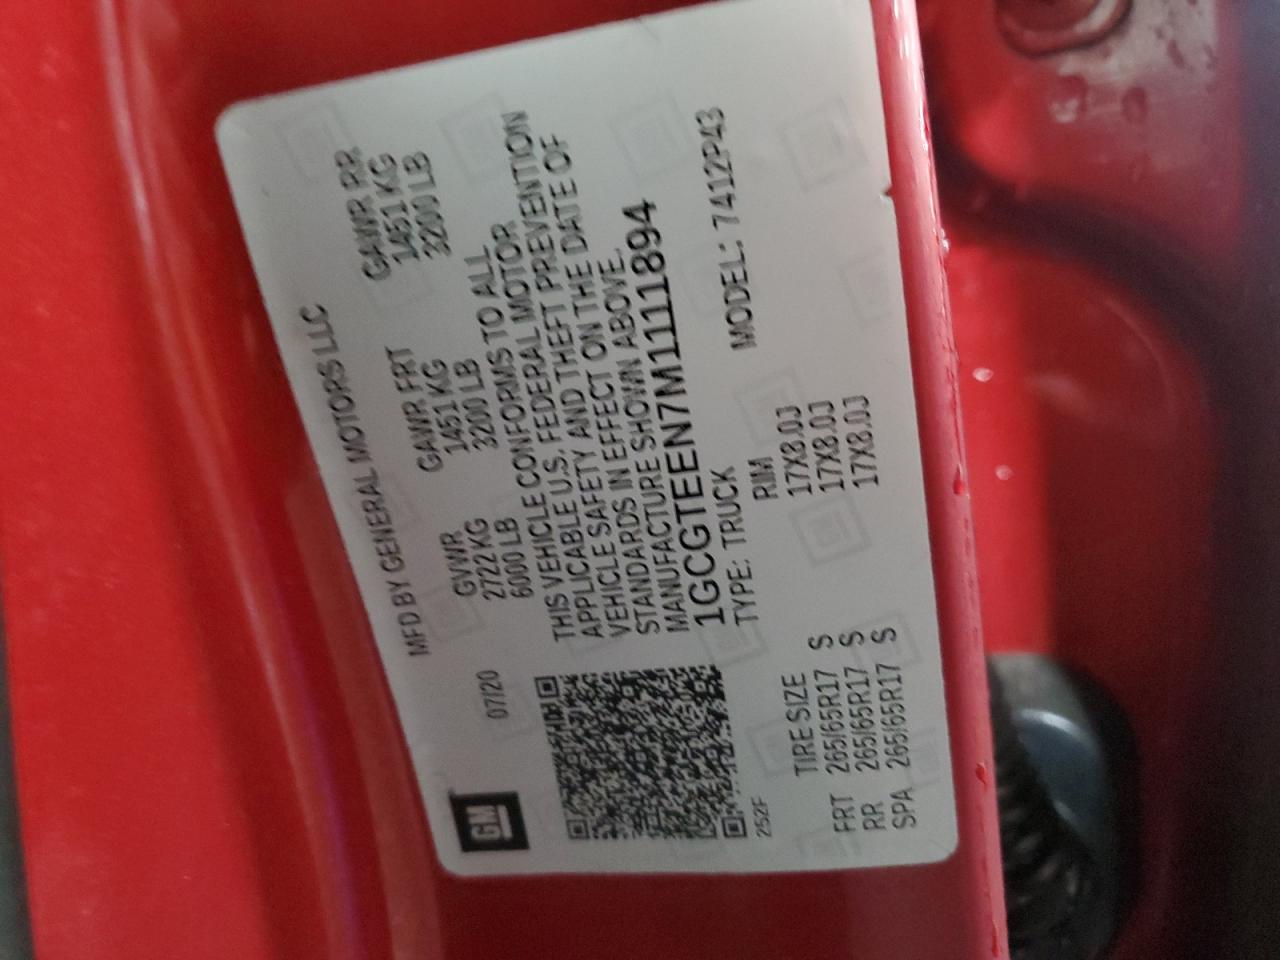 GM
MFD BY GENERAL MOTORS LLC
07/20
GVWR GAWR FRT GAWR RR
2722 KG 1451 KG 1451 KG
6000 LB 3200 LB 3200 LB
THIS VEHICLE CONFORMS TO ALL
APPLICABLE U.S. FEDERAL MOTOR
VEHICLE SAFETY AND THEFT PREVENTION
STANDARDS IN EFFECT ON THE DATE OF
MANUFACTURE SHOWN ABOVE.
1GCGTEEN7M1111894
TYPE: TRUCK MODEL: 7412P43
252F
TIRE SIZE RIM
FRT 265/65R17 S 17X8.0J
RR 265/65R17 S 17X8.0J
SPA 265/65R17 S 17X8.0J